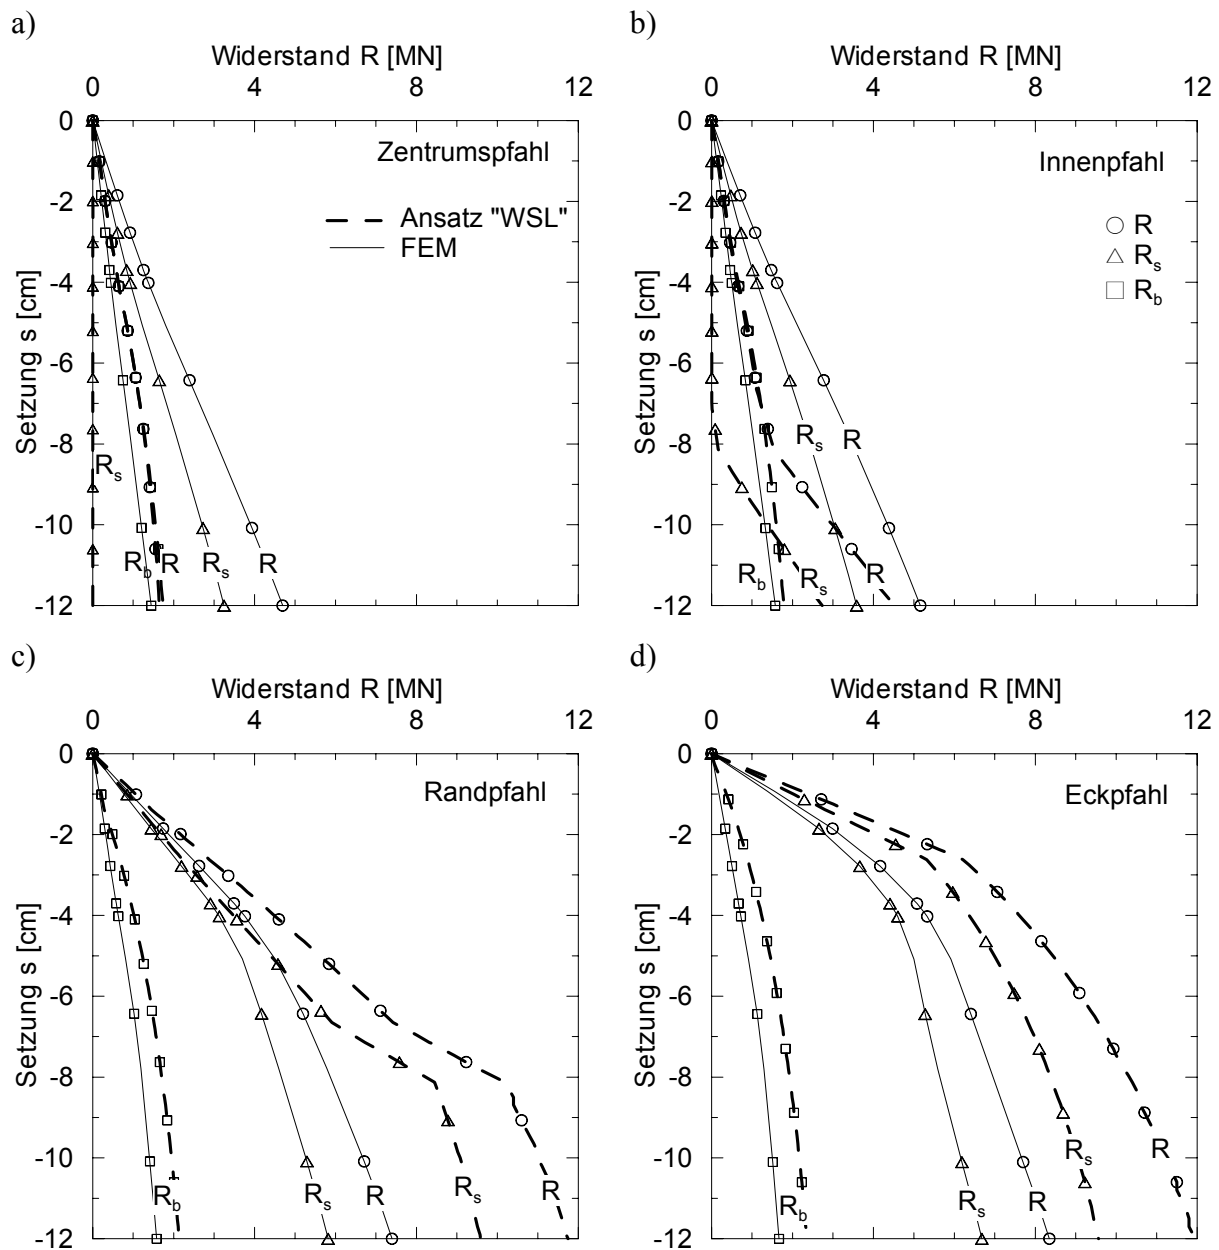 a)
Widerstand R [MN]
0 4 8 12
0
-2
-4
-6
-8
-10
-12
Setzung s [cm]
Zentrumspfahl
Ansatz "WSL"
FEM
Rs
Rb R Rs R
b)
Widerstand R [MN]
0 4 8 12
0
-2
-4
-6
-8
-10
-12
Setzung s [cm]
Innenpfahl
R
Rs
Rb
Rs R
Rb Rs R
c)
Widerstand R [MN]
0 4 8 12
0
-2
-4
-6
-8
-10
-12
Setzung s [cm]
Randpfahl
Rb Rs R Rs R
d)
Widerstand R [MN]
0 4 8 12
0
-2
-4
-6
-8
-10
-12
Setzung s [cm]
Eckpfahl
Rs R
Rb Rs R